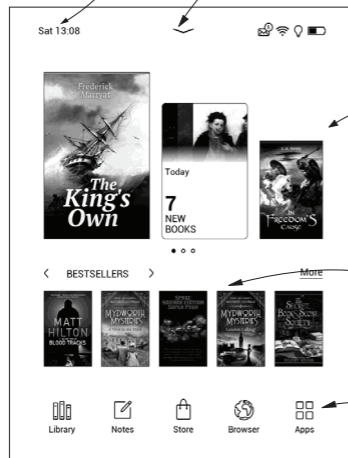 Sat 13:08
Frederick
Marryat
The
King's
Own
Today
7
NEW
BOOKS
IN
FREEDOM'S
CAUSE
BESTSELLERS
More
MATT
HILTON
BLOOD TRACKS
MYDWORTH
MYSTERIES
MYDWORTH
MYSTERIES
Library
Notes
Store
Browser
Apps